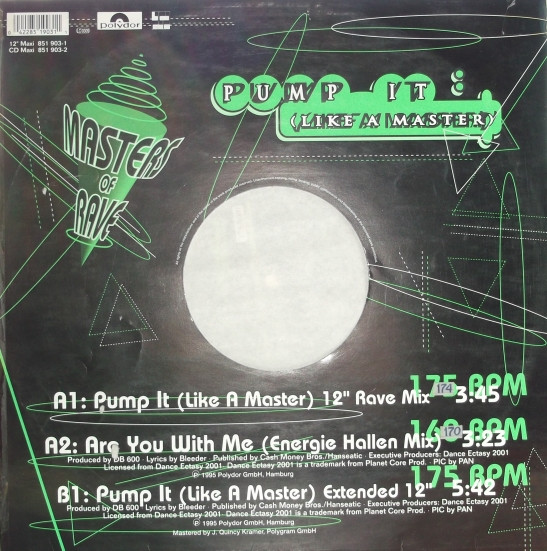 5 42285 19031 1
polydor
12" Maxi 851 903-1
CD Maxi 851 903-2
PUMP IT :
(LIKE A MASTER)
MASTERS
OF
RAVE
175 BPM
174
A1: Pump It (Like A Master) 12" Rave Mix 3:45
BPM
170
A2: Are You With Me (Energie Hallen Mix) 3:23
Produced by DB 600 · Lyrics by Bleeder · Published by Cash Money Bros./Hanseatic · Executive Producers: Dance Ectasy 2001
Licensed from Dance Ectasy 2001 · Dance Ectasy 2001 is a trademark from Planet Core Prod. · PIC by PAN
℗ 1995 Polydor GmbH, Hamburg
175 BPM
B1: Pump It (Like A Master) Extended 12" 5:42
Produced by DB 600 · Lyrics by Bleeder · Published by Cash Money Bros./Hanseatic · Executive Producers: Dance Ectasy 2001
Licensed from Dance Ectasy 2001 · Dance Ectasy 2001 is a trademark from Planet Core Prod. · PIC by PAN
℗ 1995 Polydor GmbH, Hamburg
Mastered by J. Quincy Kramer, Polygram GmbH